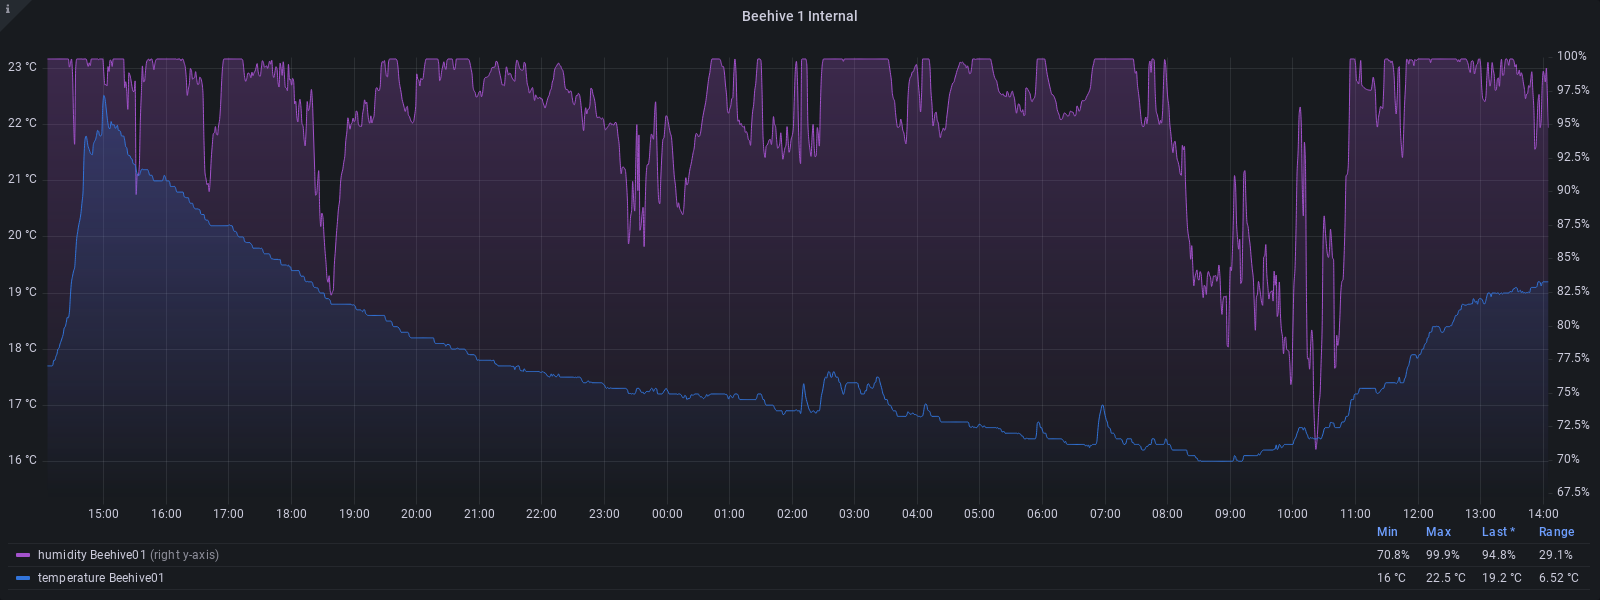 i
Beehive 1 Internal
23 °C
22 °C
21 °C
20 °C
19 °C
18 °C
17 °C
16 °C
100%
97.5%
95%
92.5%
90%
87.5%
85%
82.5%
80%
77.5%
75%
72.5%
70%
67.5%
15:00 16:00 17:00 18:00 19:00 20:00 21:00 22:00 23:00 00:00 01:00 02:00 03:00 04:00 05:00 06:00 07:00 08:00 09:00 10:00 11:00 12:00 13:00 14:00
Min Max Last * Range
humidity Beehive01 (right y-axis) 70.8% 99.9% 94.8% 29.1%
temperature Beehive01 16 °C 22.5 °C 19.2 °C 6.52 °C